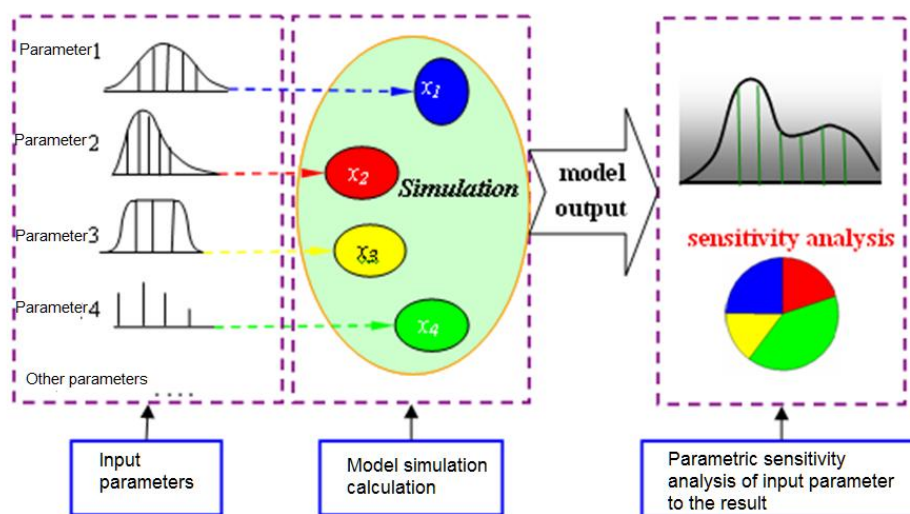 Parameter1
Parameter2
Parameter3
Parameter4
Other parameters
....
x1
x2
Simulation
x3
x4
model
output
sensitivity analysis
Input
parameters
Model simulation
calculation
Parametric sensitivity
analysis of input parameter
to the result